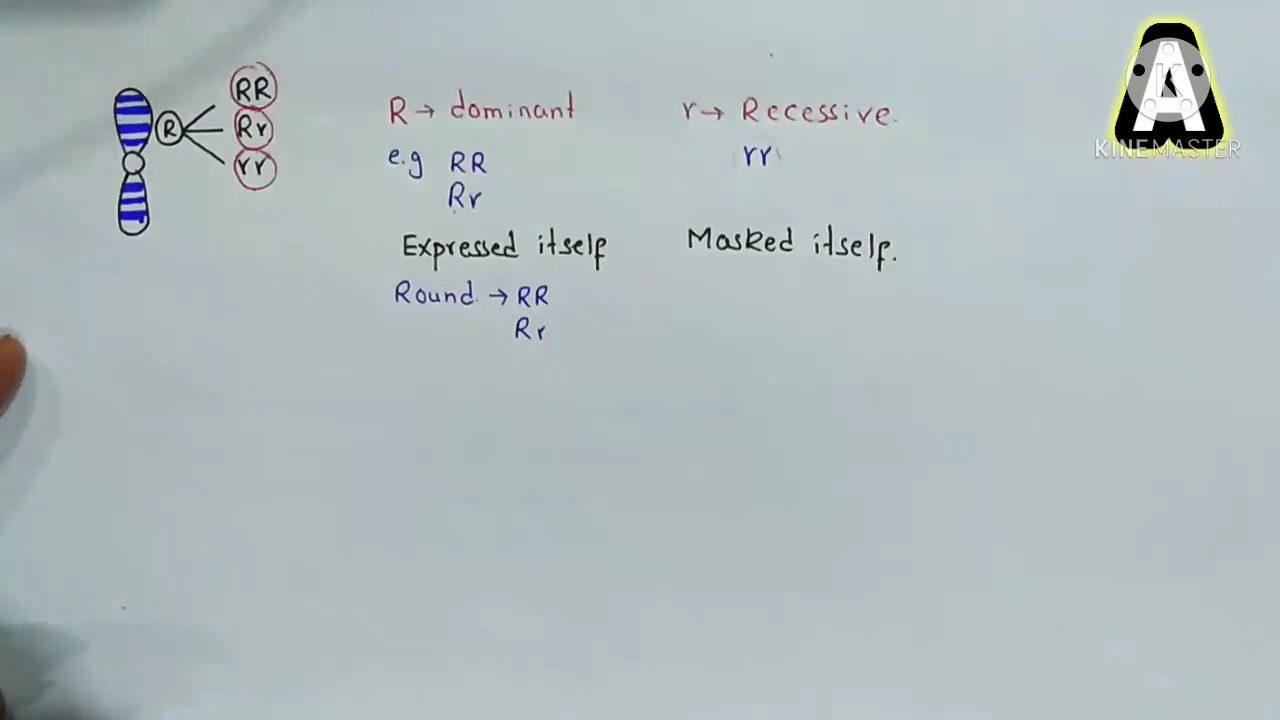 RR
R
Rr
rr
R → dominant
e.g RR
Rr
Expressed itself
Round → RR
Rr
r → Recessive.
rr
Masked itself.
A
K
KINEMASTER